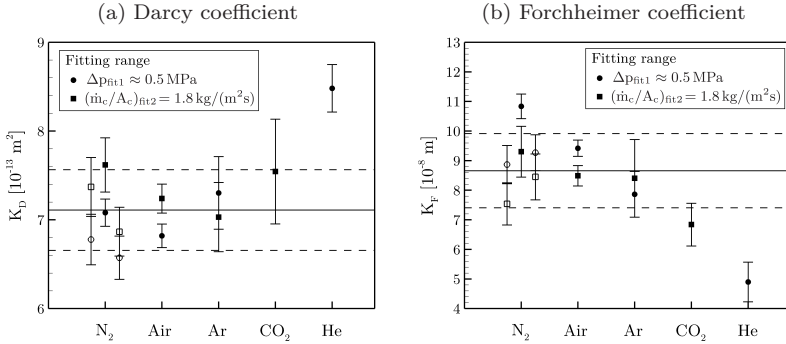 (a) Darcy coefficient
(b) Forchheimer coefficient
9
8
7
6
K_D [10^-13 m^2]
Fitting range
Δp_fit1 ≈ 0.5 MPa
(ṁ_c/A_c)_fit2 = 1.8 kg/(m^2s)
N_2 Air Ar CO_2 He
13
12
11
10
9
8
7
6
5
4
K_F [10^-8 m]
Fitting range
Δp_fit1 ≈ 0.5 MPa
(ṁ_c/A_c)_fit2 = 1.8 kg/(m^2s)
N_2 Air Ar CO_2 He